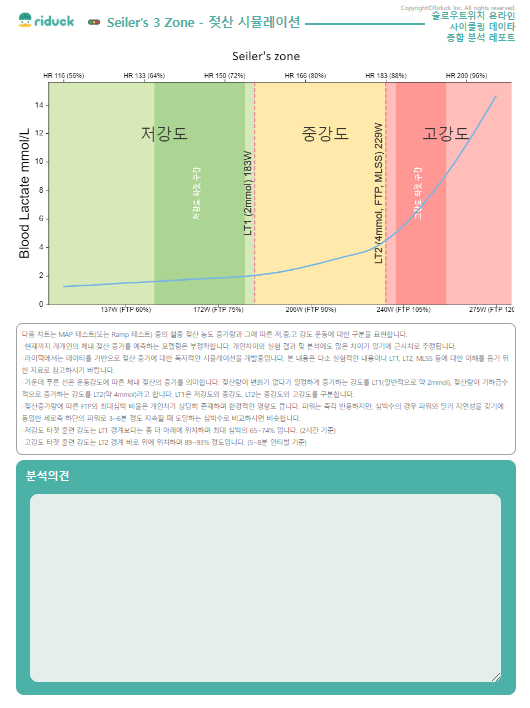 Copyright©Riduck Inc. All rights reserved.
riduck
Seiler's 3 Zone - 젖산 시뮬레이션
슬로우트위치 온라인
사이클링 데이타
종합 분석 레포트
Seiler's zone
HR 116 (56%) HR 133 (64%) HR 150 (72%) HR 166 (80%) HR 183 (88%) HR 200 (96%)
Blood Lactate mmol/L
14
12
10
8
6
4
2
0
저강도
중강도
고강도
저강도 타겟 구간
LT1 (2mmol) 183W
LT2 (4mmol, FTP, MLSS) 229W
고강도 타겟 구간
137W (FTP 60%) 172W (FTP 75%) 206W (FTP 90%) 240W (FTP 105%) 275W (FTP 120
다음 차트는 MAP 테스트(또는 Ramp 테스트) 중의 혈중 젖산 농도 증가량과 그에 따른 저,중,고 강도 운동에 대한 구분을 표현합니다.
·현재까지 개개인의 체내 젖산 증가를 예측하는 모델링은 부정확합니다. 개인차이와 실험 결과 및 분석에도 많은 차이가 있기에 근사치로 추정됩니다.
·라이덕에서는 데이터를 기반으로 젖산 증가에 대한 독자적인 시뮬레이션을 개발중입니다. 본 내용은 다소 실험적인 내용이니 LT1, LT2, MLSS 등에 대한 이해를 돕기 위
한 자료로 참고하시기 바랍니다.
·가운데 푸른 선은 운동강도에 따른 체내 젖산의 증가를 의미합니다. 젖산량이 변화가 없다가 일정하게 증가하는 강도를 LT1(일반적으로 약 2mmol), 젖산량이 기하급수
적으로 증가하는 강도를 LT2(약 4mmol)라고 합니다. LT1은 저강도와 중강도, LT2는 중강도와 고강도를 구분합니다.
·젖산증가량에 따른 FTP와 최대심박 비율은 개인차가 상당히 존재하며 환경적인 영향도 큽니다. 파워는 즉각 반응하지만, 심박수의 경우 파워와 달리 지연성을 갖기에
동일한 세로축 하단의 파워로 3~6분 정도 지속할 때 도달하는 심박수로 비교하시면 비슷합니다.
·저강도 타겟 훈련 강도는 LT1 경계보다는 좀 더 아래에 위치하며 최대 심박의 65~74% 입니다. (2시간 기준)
·고강도 타겟 훈련 강도는 LT2 경계 바로 위에 위치하며 89~93% 정도입니다. (5~8분 인터벌 기준)
분석의견